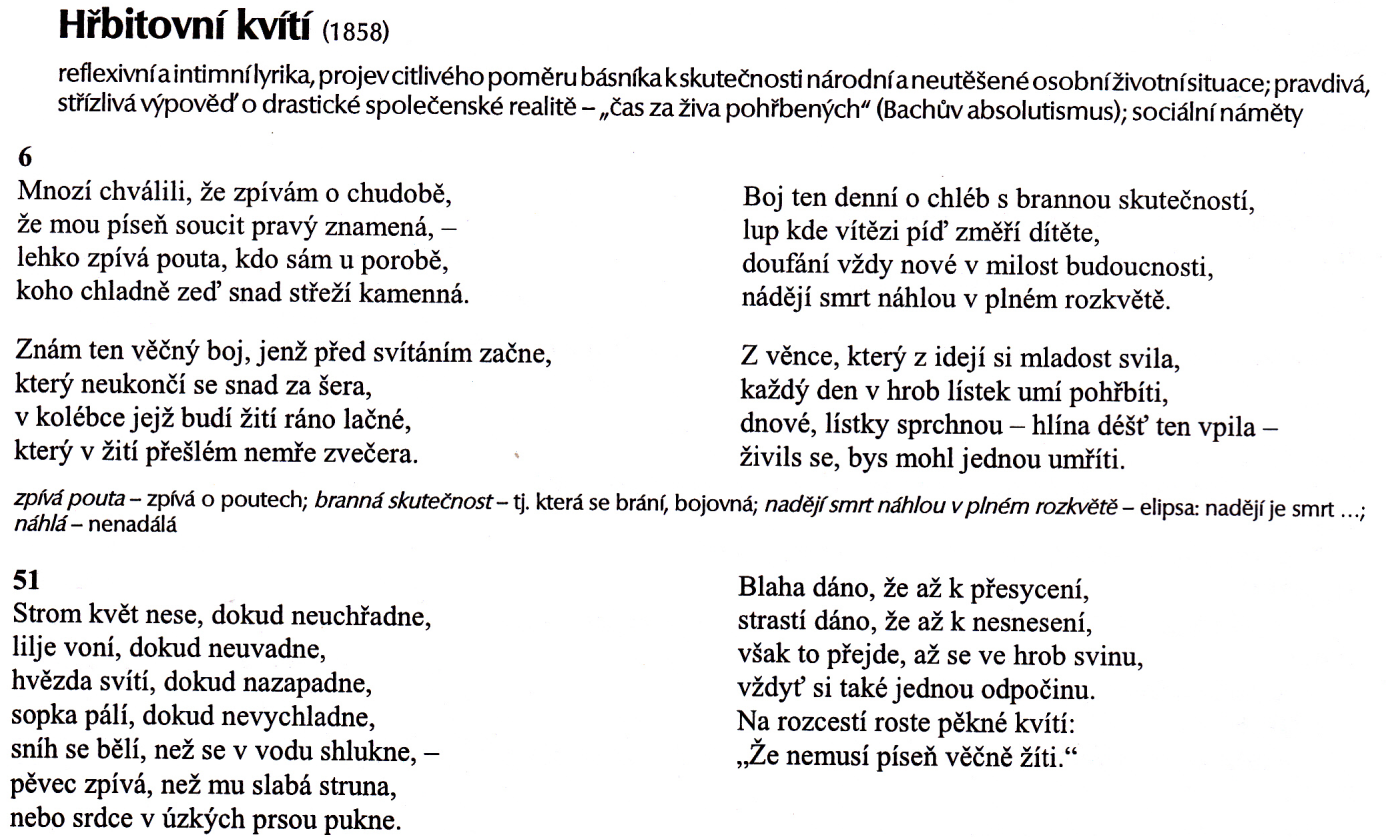 Hřbitovní kvítí (1858)
reflexivní a intimní lyrika, projev citlivého poměru básníka k skutečnosti národní a neutěšené osobní životní situace; pravdivá,
střízlivá výpověď o drastické společenské realitě – „čas za živa pohřbených“ (Bachův absolutismus); sociální náměty
6
Mnozí chválili, že zpívám o chudobě,
že mou píseň soucit pravý znamená, –
lehko zpívá pouta, kdo sám u porobě,
koho chladně zeď snad střeží kamenná.
Znám ten věčný boj, jenž před svítáním začne,
který neukončí se snad za šera,
v kolébce jejž budí žití ráno lačné,
který v žití přešlém nemře zvečera.
Boj ten denní o chléb s brannou skutečností,
lup kde vítězi píď změří dítěte,
doufání vždy nové v milost budoucnosti,
nádějí smrt náhlou v plném rozkvětě.
Z věnce, který z idejí si mladost svila,
každý den v hrob lístek umí pohřbíti,
dnové, lístky sprchnou – hlína déšť ten vpila –
živils se, bys mohl jednou umříti.
zpívá pouta – zpívá o poutech; branná skutečnost – tj. která se brání, bojovná; nadějí smrt náhlou v plném rozkvětě – elipsa: nadějí je smrt ...;
náhlá – nenadálá
51
Strom květ nese, dokud neuchřadne,
lilje voní, dokud neuvadne,
hvězda svítí, dokud nazapadne,
sopka pálí, dokud nevychladne,
sníh se bělí, než se v vodu shlukne, –
pěvec zpívá, než mu slabá struna,
nebo srdce v úzkých prsou pukne.
Blaha dáno, že až k přesycení,
strastí dáno, že až k nesnesení,
však to přejde, až se ve hrob svinu,
vždyť si také jednou odpočinu.
Na rozcestí roste pěkné kvítí:
„Že nemusí píseň věčně žíti.“